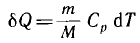 δQ = m/M C_p dT